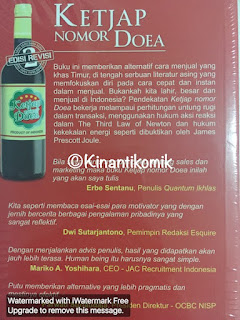 KETJAP
NOMOR DOEA
EDISI REVISI
2
Ketjap
Doea
Buku ini memberikan alternatif cara menjual yang
khas Timur, di tengah serbuan literatur asing yang
memfokuskan diri pada cara cepat dan instan
dalam menjual. Bukankah kita lahir, besar dan
menjual di Indonesia? Pendekatan Ketjap nomor
Doea bekerja melampaui perhitungan untung rugi
dalam transaksi, menggunakan hukum aksi reaksi
dalam The Third Law of Newton dan hukum
kekekalan energi seperti dibuktikan oleh James
Prescott Joule.
Bila
sales dan
©Kinantikomik
marketing maka buku Ketjap Nomor Doea inilah
yang akan saya tulis
Erbe Sentanu, Penulis Quantum Ikhlas
Kita seperti membaca esai-esai para motivator yang dengan
jernih bercerita berbagai pengalaman pribadinya yang
sangat reflektif.
Dwi Sutarjantono, Pemimpin Redaksi Esquire
Dengan menjalankan advis penulis, hasil yang didapatkan akan
jauh lebih terasa. Human being itu harusnya sangat simple.
Mariko A. Yoshihara, CEO - JAC Recruitment Indonesia
Putu memberikan alternative yang lebih pragmatis dan
Direktur - OCBC NISP
Watermarked with iWatermark Free
Upgrade to remove this message.